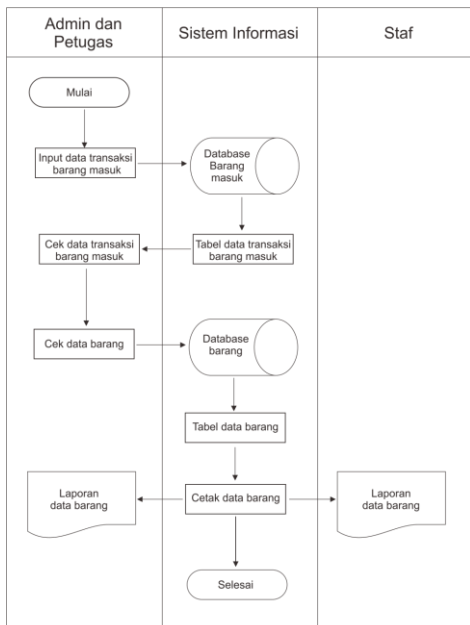 Admin dan
Petugas
Sistem Informasi
Staf
Mulai
Input data transaksi
barang masuk
Database
Barang
masuk
Cek data transaksi
barang masuk
Tabel data transaksi
barang masuk
Cek data barang
Database
barang
Tabel data barang
Laporan
data barang
Cetak data barang
Laporan
data barang
Selesai